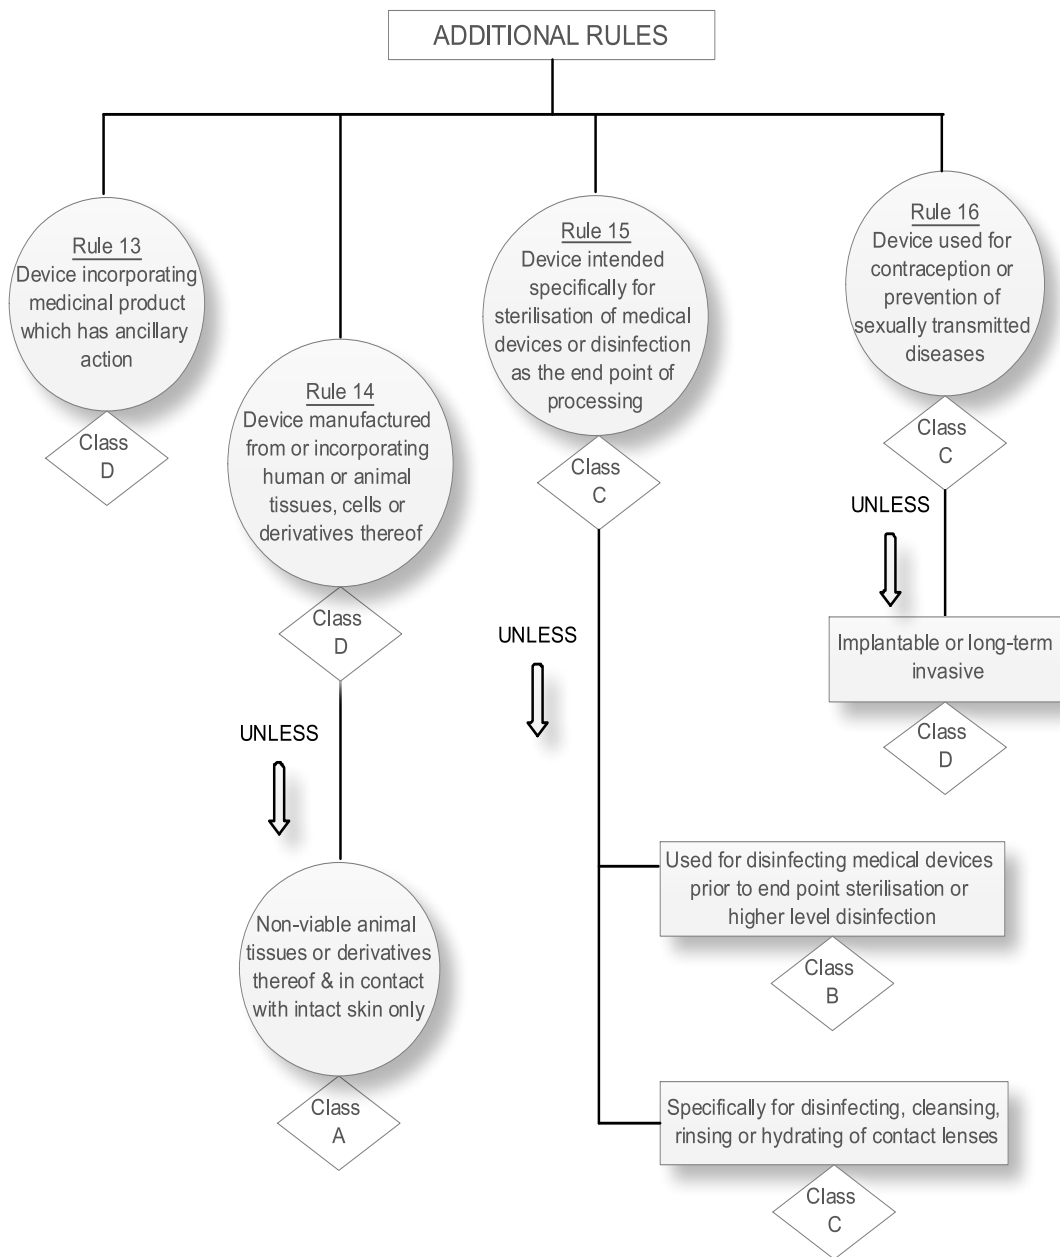 ADDITIONAL RULES
Rule 13
Device incorporating
medicinal product
which has ancillary
action
Class
D
Rule 14
Device manufactured
from or incorporating
human or animal
tissues, cells or
derivatives thereof
Class
D
UNLESS
Non-viable animal
tissues or derivatives
thereof & in contact
with intact skin only
Class
A
Rule 15
Device intended
specifically for
sterilisation of medical
devices or disinfection
as the end point of
processing
Class
C
UNLESS
Used for disinfecting medical devices
prior to end point sterilisation or
higher level disinfection
Class
B
Specifically for disinfecting, cleansing,
rinsing or hydrating of contact lenses
Class
C
Rule 16
Device used for
contraception or
prevention of
sexually transmitted
diseases
Class
C
UNLESS
Implantable or long-term
invasive
Class
D